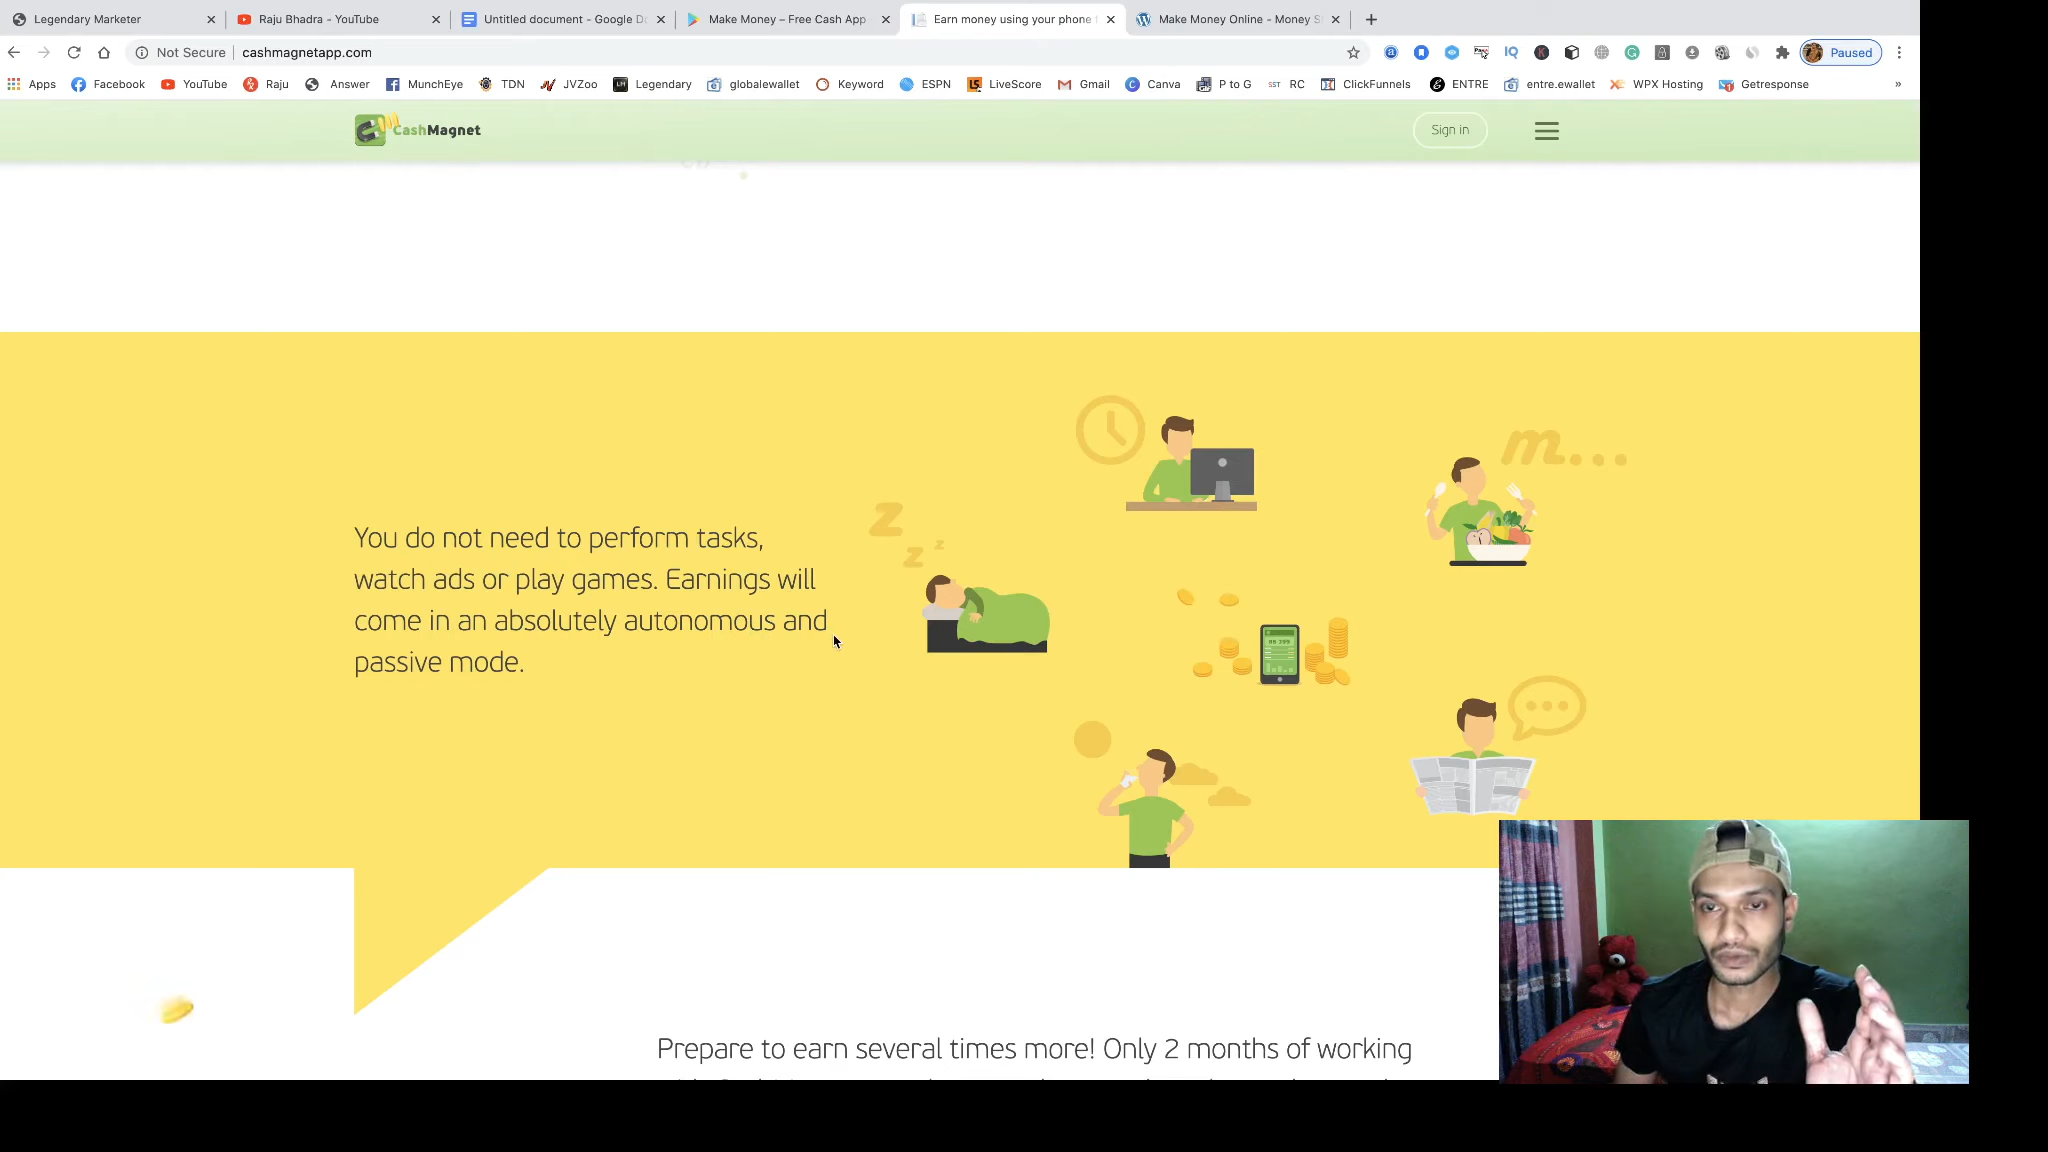 Legendary Marketer
Raju Bhadra - YouTube
Untitled document - Google Do
Make Money – Free Cash App
Earn money using your phone f
Make Money Online - Money S
Not Secure
cashmagnetapp.com
Paused
Apps
Facebook
YouTube
Raju
Answer
MunchEye
TDN
JVZoo
Legendary
globalewallet
Keyword
ESPN
LiveScore
Gmail
Canva
P to G
RC
ClickFunnels
ENTRE
entre.ewallet
WPX Hosting
Getresponse
»
CashMagnet
Sign in
m...
z z z
You do not need to perform tasks,
watch ads or play games. Earnings will
come in an absolutely autonomous and
passive mode.
Prepare to earn several times more! Only 2 months of working